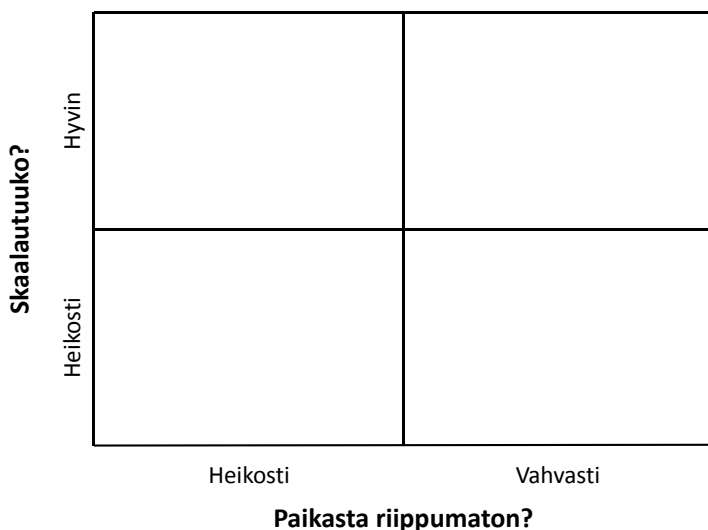 Skaalautuuko?
Hyvin
Heikosti
Heikosti
Vahvasti
Paikasta riippumaton?